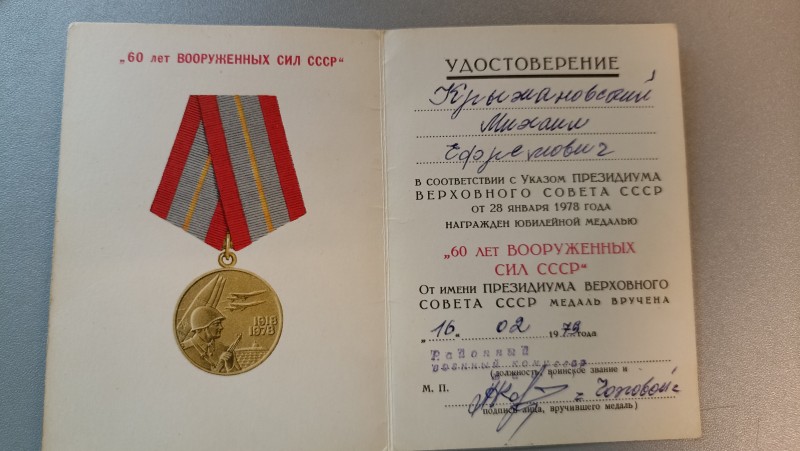 „60 лет ВООРУЖЕННЫХ СИЛ СССР“
1918
1978
УДОСТОВЕРЕНИЕ
Крыжановский
Михаил
Ефремович
В СООТВЕТСТВИИ С УКАЗОМ ПРЕЗИДИУМА
ВЕРХОВНОГО СОВЕТА СССР
ОТ 28 ЯНВАРЯ 1978 ГОДА
НАГРАЖДЕН ЮБИЛЕЙНОЙ МЕДАЛЬЮ
„60 ЛЕТ ВООРУЖЕННЫХ
СИЛ СССР“
ОТ ИМЕНИ ПРЕЗИДИУМА ВЕРХОВНОГО
СОВЕТА СССР МЕДАЛЬ ВРУЧЕНА
„16“ 02 1979 года
Районный
военный комиссар
(должность, воинское звание и
М. П.
подпись лица, вручившего медаль)